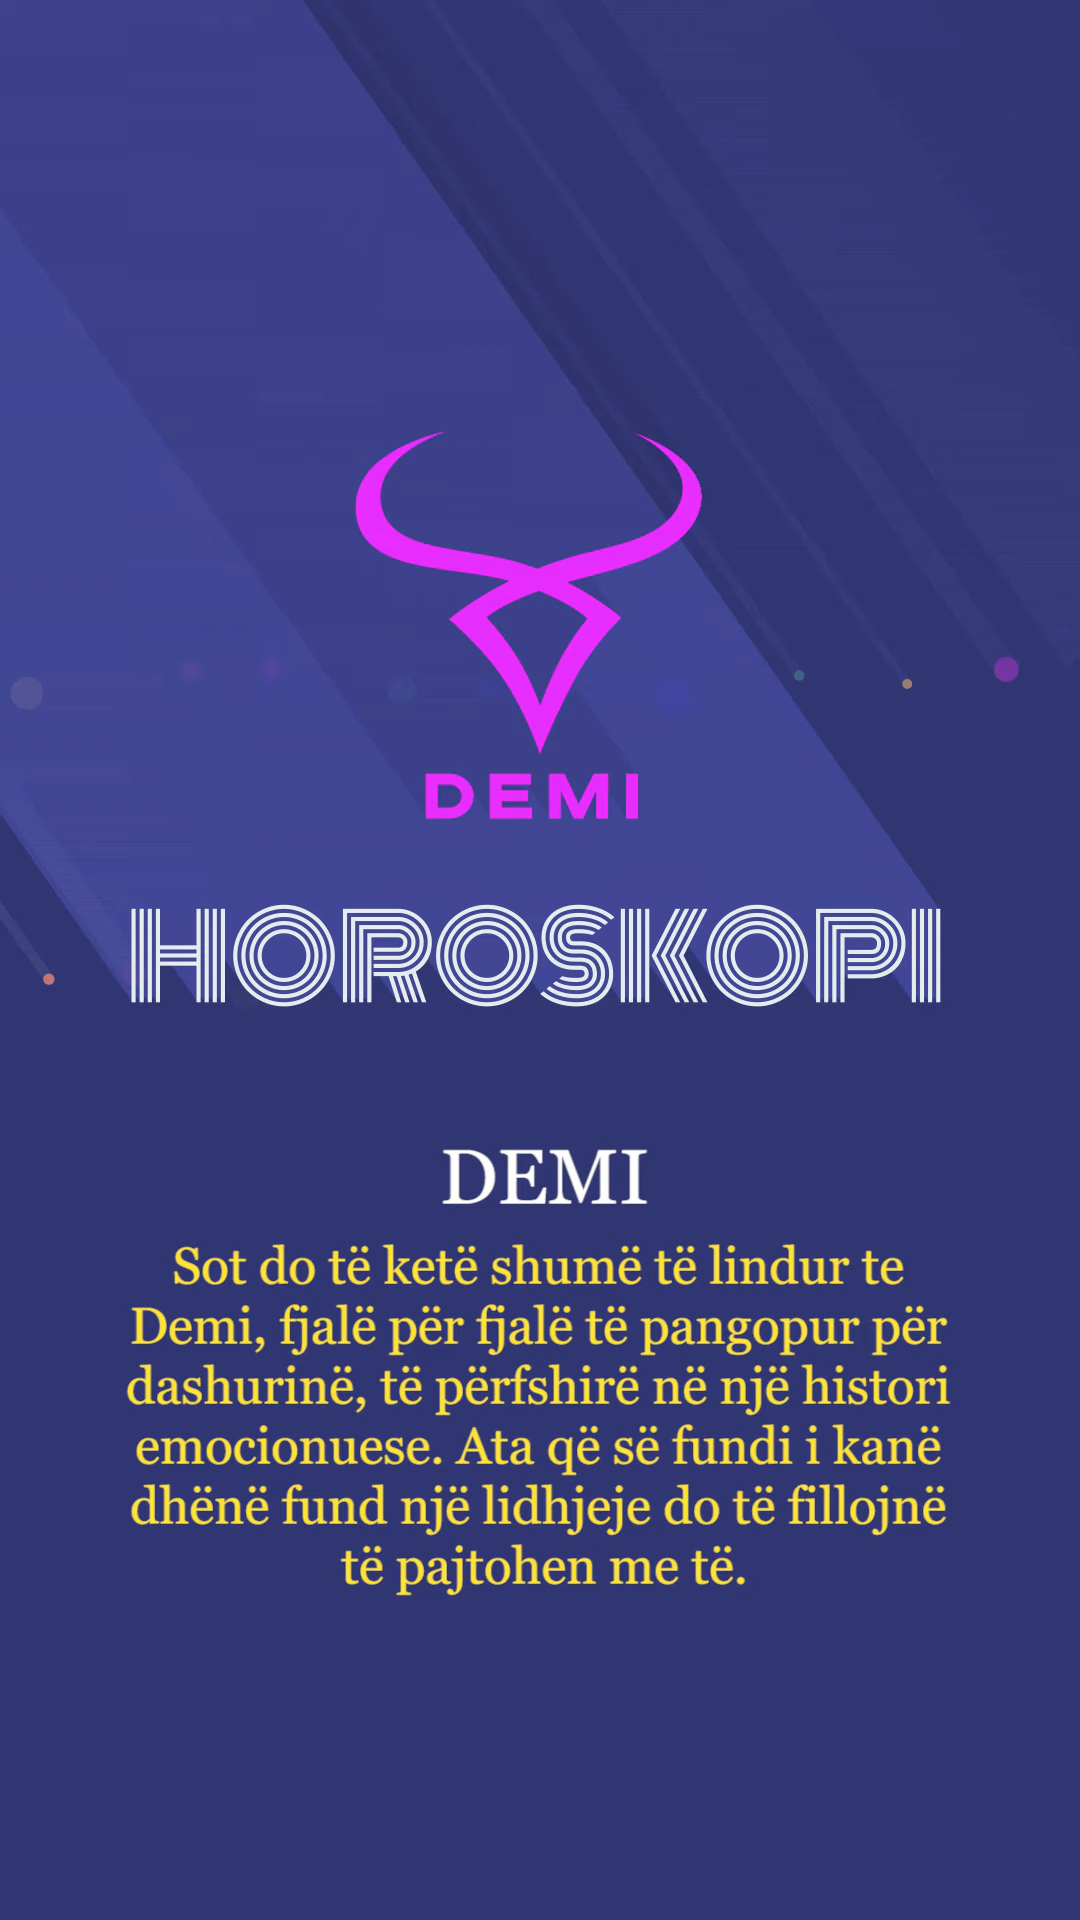 DEMI
HOROSKOPI
DEMI
Sot do të ketë shumë të lindur te
Demi, fjalë për fjalë të pangopur për
dashurinë, të përfshirë në një histori
emocionuese. Ata që së fundi i kanë
dhënë fund një lidhjeje do të fillojnë
të pajtohen me të.